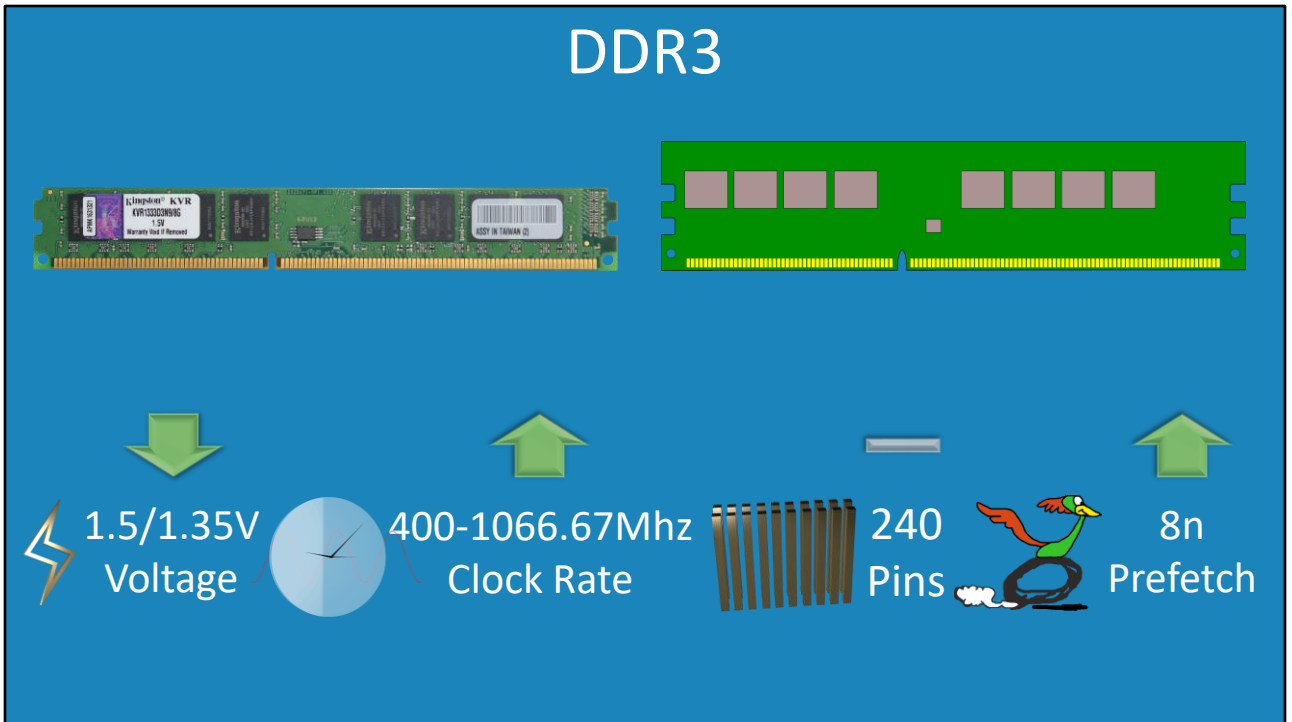 DDR3
Kingston® KVR
KVR1333D3N9/8G
1.5V
Warranty Void If Removed
ASSY IN TAIWAN (2)
1.5/1.35V
Voltage
400-1066.67Mhz
Clock Rate
240
Pins
8n
Prefetch